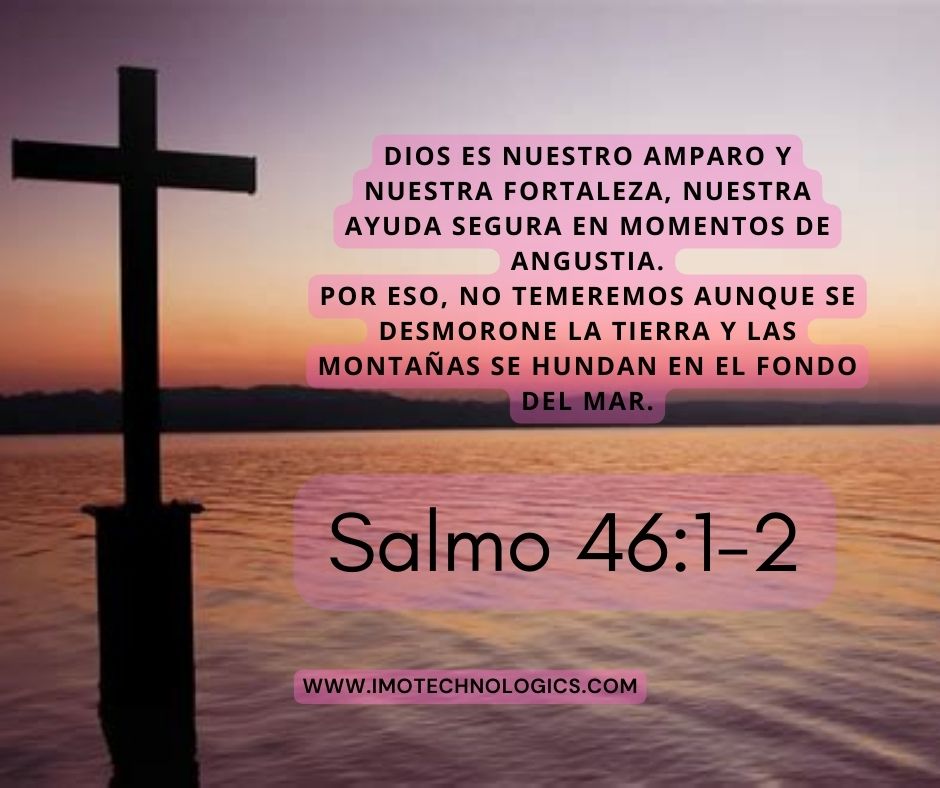 DIOS ES NUESTRO AMPARO Y
NUESTRA FORTALEZA, NUESTRA
AYUDA SEGURA EN MOMENTOS DE
ANGUSTIA.
POR ESO, NO TEMEREMOS AUNQUE SE
DESMORONE LA TIERRA Y LAS
MONTAÑAS SE HUNDAN EN EL FONDO
DEL MAR.
Salmo 46:1-2
WWW.IMOTECHNOLOGICS.COM